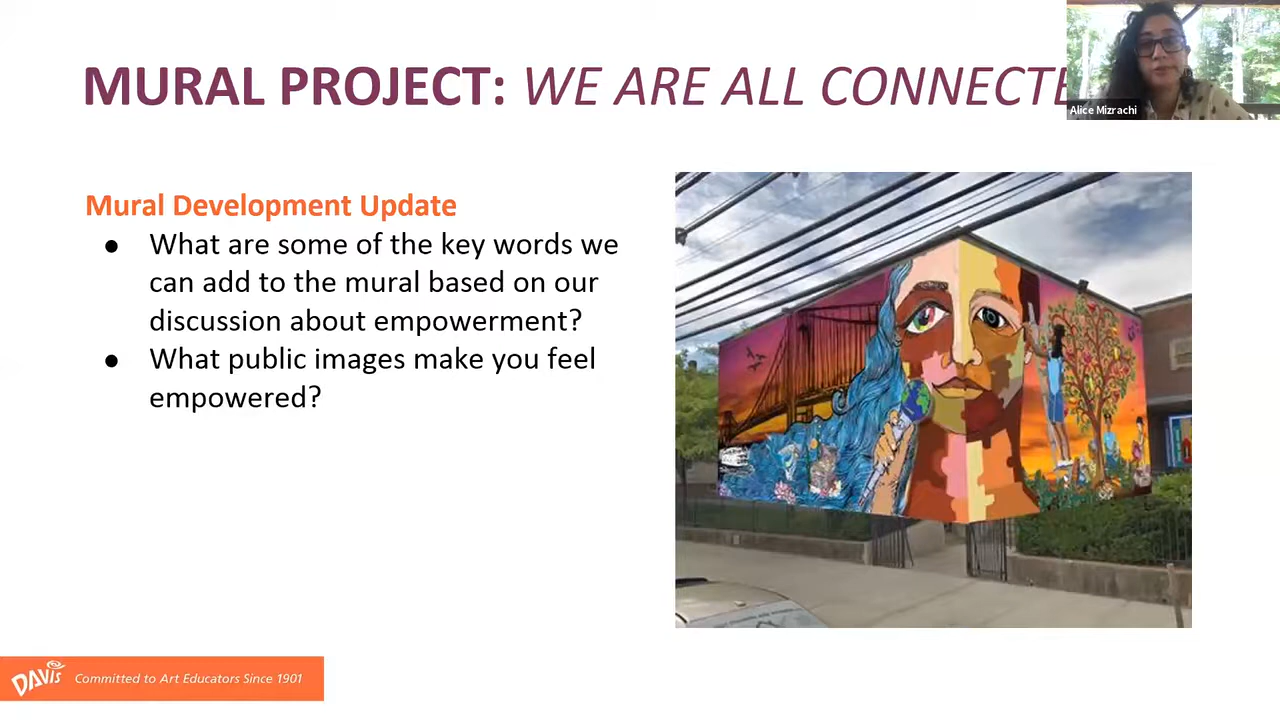 MURAL PROJECT: WE ARE ALL CONNECTE
Alice Mizrachi
Mural Development Update
● What are some of the key words we
can add to the mural based on our
discussion about empowerment?
● What public images make you feel
empowered?
DAVIS Committed to Art Educators Since 1901